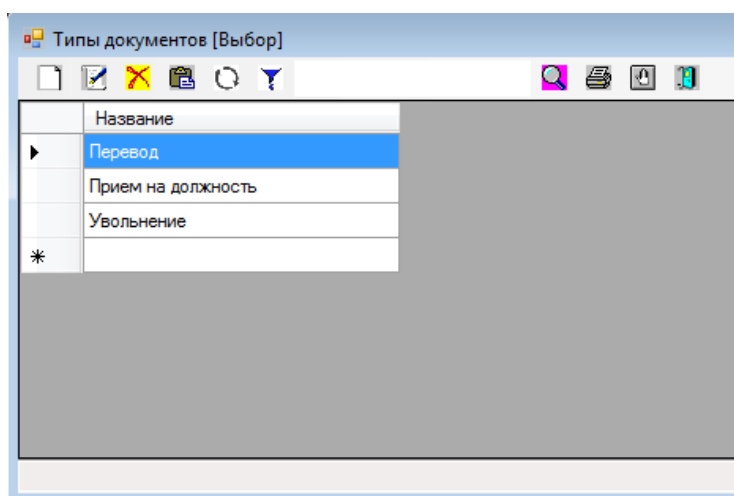 Типы документов [Выбор]
Название
Перевод
Прием на должность
Увольнение